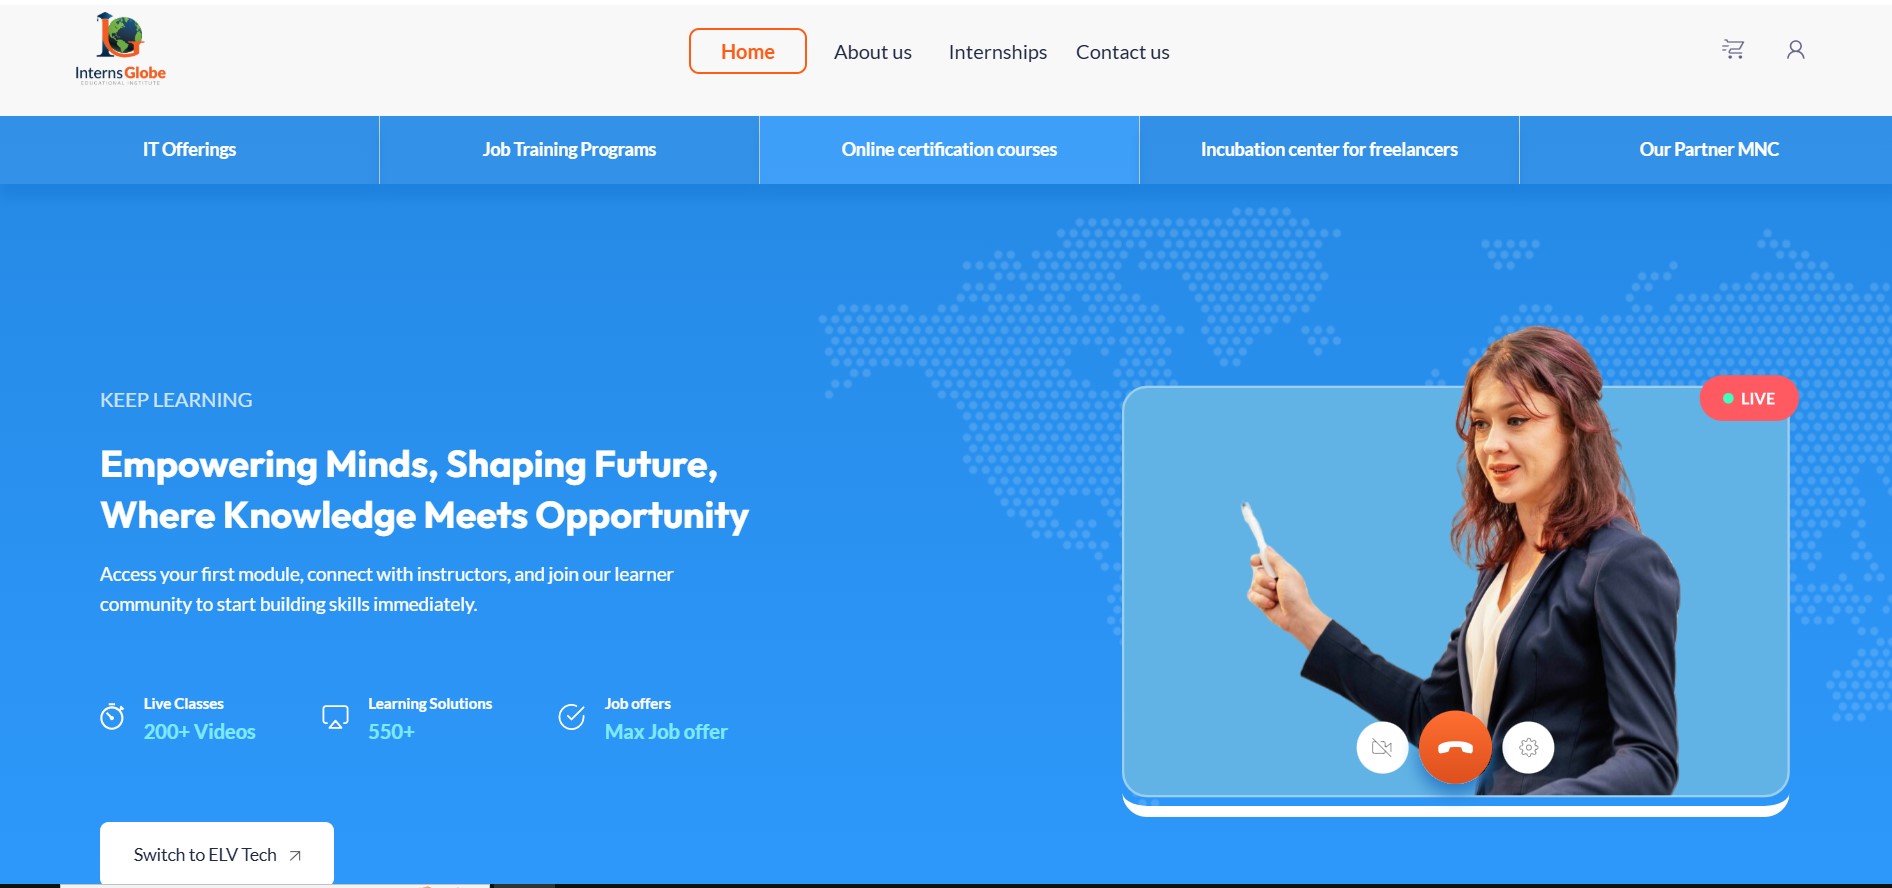 InternsGlobe
EDUCATIONAL INSTITUTE
Home
About us
Internships
Contact us
IT Offerings
Job Training Programs
Online certification courses
Incubation center for freelancers
Our Partner MNC
KEEP LEARNING
Empowering Minds, Shaping Future,
Where Knowledge Meets Opportunity
Access your first module, connect with instructors, and join our learner
community to start building skills immediately.
Live Classes
200+ Videos
Learning Solutions
550+
Job offers
Max Job offer
Switch to ELV Tech
LIVE